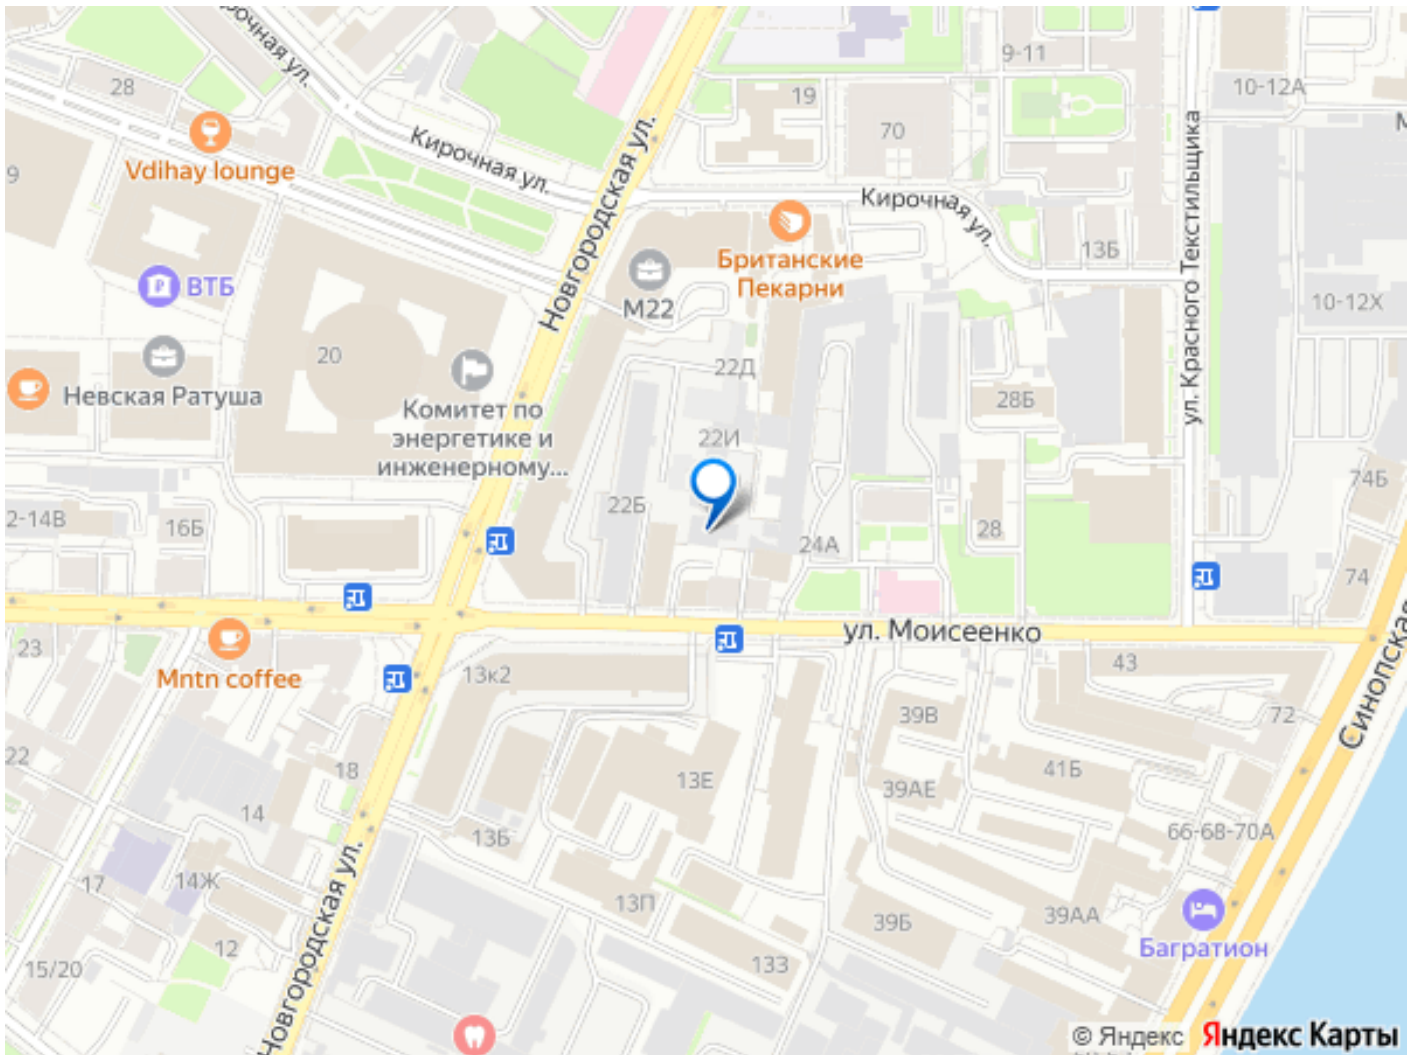 Кирочная ул.
28
Vdihay lounge
9
ВТБ
Невская Ратуша
20
Комитет по
энергетике и
инженерному...
Кирочная ул.
Новгородская ул.
19
70
9-11
10-12А
Кирочная ул.
Британские
Пекарни
М22
13Б
ул. Красного Текстильщика
10-12Х
22Д
22И
22Б
28Б
28
24А
74Б
74
2-14В
16Б
ул. Моисеенко
23
Mntn coffee
13к2
43
Синопская
72
39В
39АЕ
41Б
66-68-70А
22
18
14
13Е
13Б
17
14Ж
13П
39Б
39АА
Багратион
12
15/20
133
Новгородская ул.
© Яндекс Яндекс Карты